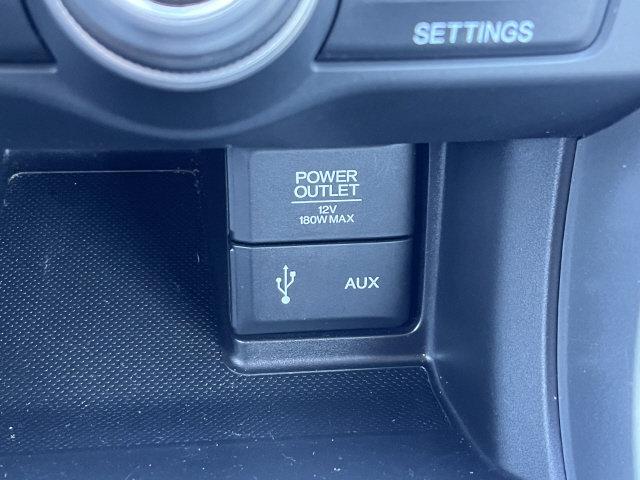 SETTINGS
POWER
OUTLET
12V
180W MAX
AUX